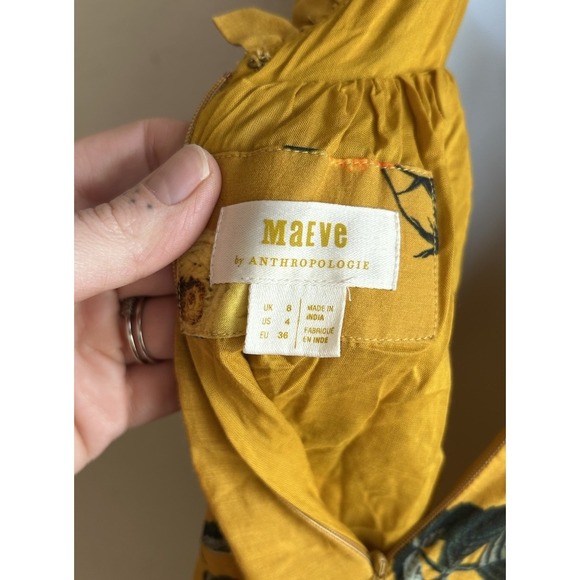 MaEVe
by ANTHROPOLOGIE
UK 8
US 4
EU 36
MADE IN
INDIA
FABRIQUÉ
EN INDE